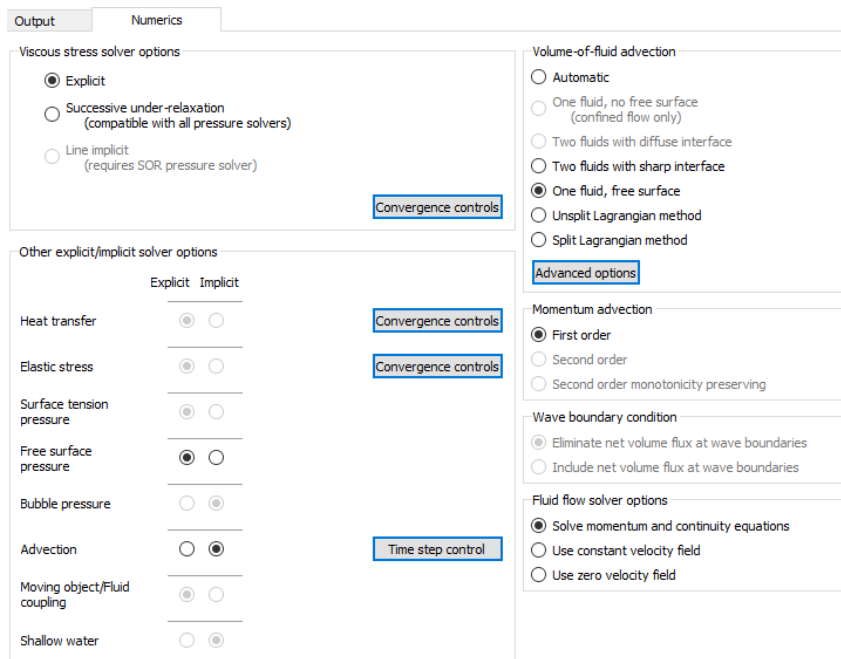 Output
Numerics
Viscous stress solver options
Explicit
Successive under-relaxation
(compatible with all pressure solvers)
Line implicit
(requires SOR pressure solver)
Convergence controls
Other explicit/implicit solver options
Explicit Implicit
Heat transfer
Convergence controls
Elastic stress
Convergence controls
Surface tension
pressure
Free surface
pressure
Bubble pressure
Advection
Time step control
Moving object/Fluid
coupling
Shallow water
Volume-of-fluid advection
Automatic
One fluid, no free surface
(confined flow only)
Two fluids with diffuse interface
Two fluids with sharp interface
One fluid, free surface
Unsplit Lagrangian method
Split Lagrangian method
Advanced options
Momentum advection
First order
Second order
Second order monotonicity preserving
Wave boundary condition
Eliminate net volume flux at wave boundaries
Include net volume flux at wave boundaries
Fluid flow solver options
Solve momentum and continuity equations
Use constant velocity field
Use zero velocity field